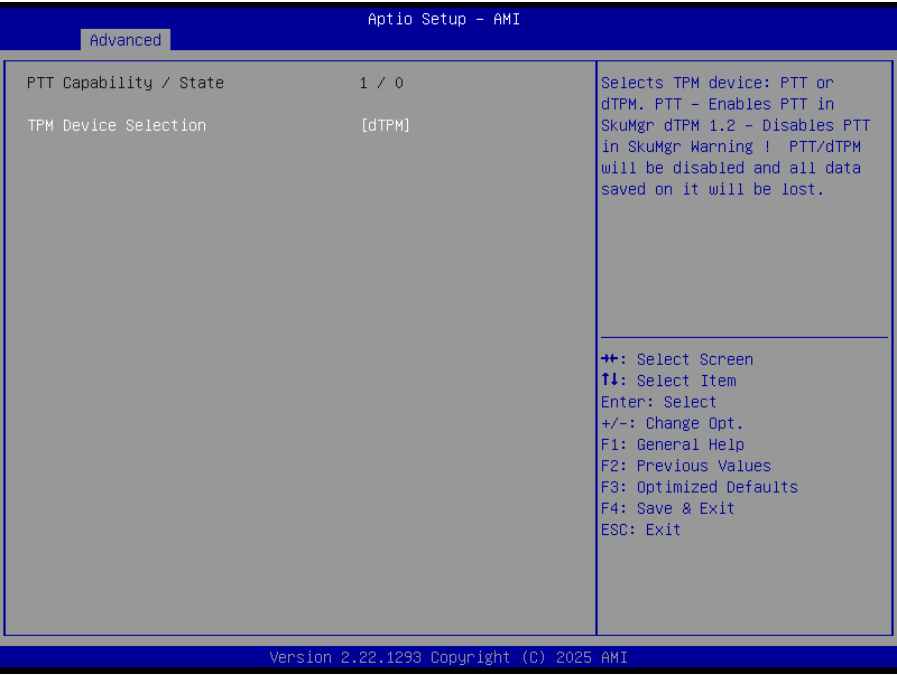 Aptio Setup – AMI
Advanced
PTT Capability / State 1 / 0
TPM Device Selection [dTPM]
Selects TPM device: PTT or
dTPM. PTT – Enables PTT in
SkuMgr dTPM 1.2 – Disables PTT
in SkuMgr Warning ! PTT/dTPM
will be disabled and all data
saved on it will be lost.
→←: Select Screen
↑↓: Select Item
Enter: Select
+/-: Change Opt.
F1: General Help
F2: Previous Values
F3: Optimized Defaults
F4: Save & Exit
ESC: Exit
Version 2.22.1293 Copyright (C) 2025 AMI